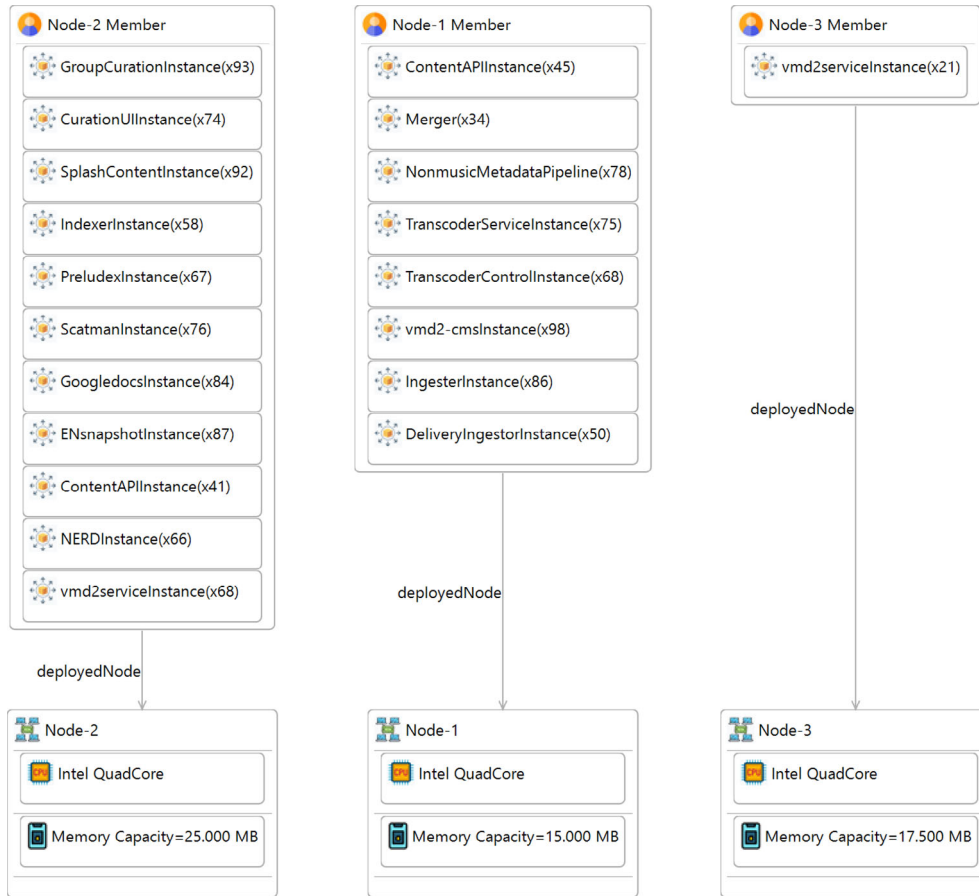 Node-2 Member
GroupCurationInstance(x93)
CurationUIInstance(x74)
SplashContentInstance(x92)
IndexerInstance(x58)
PreludexInstance(x67)
ScatmanInstance(x76)
GoogledocsInstance(x84)
ENsnapshotInstance(x87)
ContentAPIInstance(x41)
NERDInstance(x66)
vmd2serviceInstance(x68)
deployedNode
Node-2
CPU
Intel QuadCore
Memory Capacity=25.000 MB
Node-1 Member
ContentAPIInstance(x45)
Merger(x34)
NonmusicMetadataPipeline(x78)
TranscoderServiceInstance(x75)
TranscoderControlInstance(x68)
vmd2-cmsInstance(x98)
IngesterInstance(x86)
DeliveryIngestorInstance(x50)
deployedNode
Node-1
CPU
Intel QuadCore
Memory Capacity=15.000 MB
Node-3 Member
vmd2serviceInstance(x21)
deployedNode
Node-3
CPU
Intel QuadCore
Memory Capacity=17.500 MB